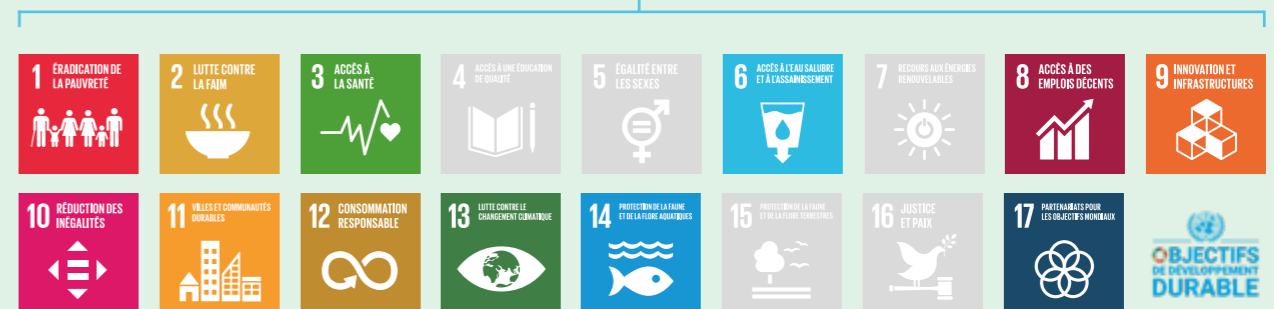 1 ÉRADICATION DE
LA PAUVRETÉ
2 LUTTE CONTRE
LA FAIM
3 ACCÈS À
LA SANTÉ
4 ACCÈS À UNE ÉDUCATION
DE QUALITÉ
5 ÉGALITÉ ENTRE
LES SEXES
6 ACCÈS À L'EAU SALUBRE
ET À L'ASSAINISSEMENT
7 RECOURS AUX ÉNERGIES
RENOUVELABLES
8 ACCÈS À DES
EMPLOIS DÉCENTS
9 INNOVATION ET
INFRASTRUCTURES
10 RÉDUCTION DES
INÉGALITÉS
11 VILLES ET COMMUNAUTÉS
DURABLES
12 CONSOMMATION
RESPONSABLE
13 LUTTE CONTRE LE
CHANGEMENT CLIMATIQUE
14 PROTECTION DE LA FAUNE
ET DE LA FLORE AQUATIQUES
15 PROTECTION DE LA FAUNE
ET DE LA FLORE TERRESTRES
16 JUSTICE
ET PAIX
17 PARTENARIATS POUR
LES OBJECTIFS MONDIAUX
OBJECTIFS
DE DÉVELOPPEMENT
DURABLE